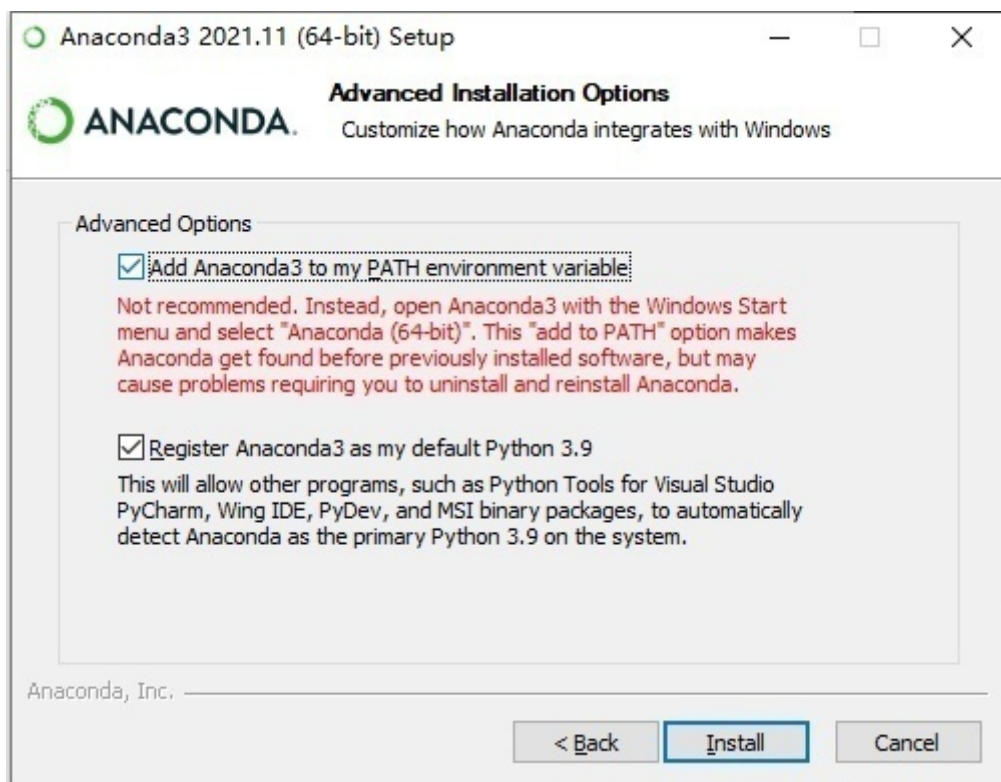 Anaconda3 2021.11 (64-bit) Setup
ANACONDA.
Advanced Installation Options
Customize how Anaconda integrates with Windows
Advanced Options
Add Anaconda3 to my PATH environment variable
Not recommended. Instead, open Anaconda3 with the Windows Start
menu and select "Anaconda (64-bit)". This "add to PATH" option makes
Anaconda get found before previously installed software, but may
cause problems requiring you to uninstall and reinstall Anaconda.
Register Anaconda3 as my default Python 3.9
This will allow other programs, such as Python Tools for Visual Studio
PyCharm, Wing IDE, PyDev, and MSI binary packages, to automatically
detect Anaconda as the primary Python 3.9 on the system.
Anaconda, Inc.
< Back
Install
Cancel